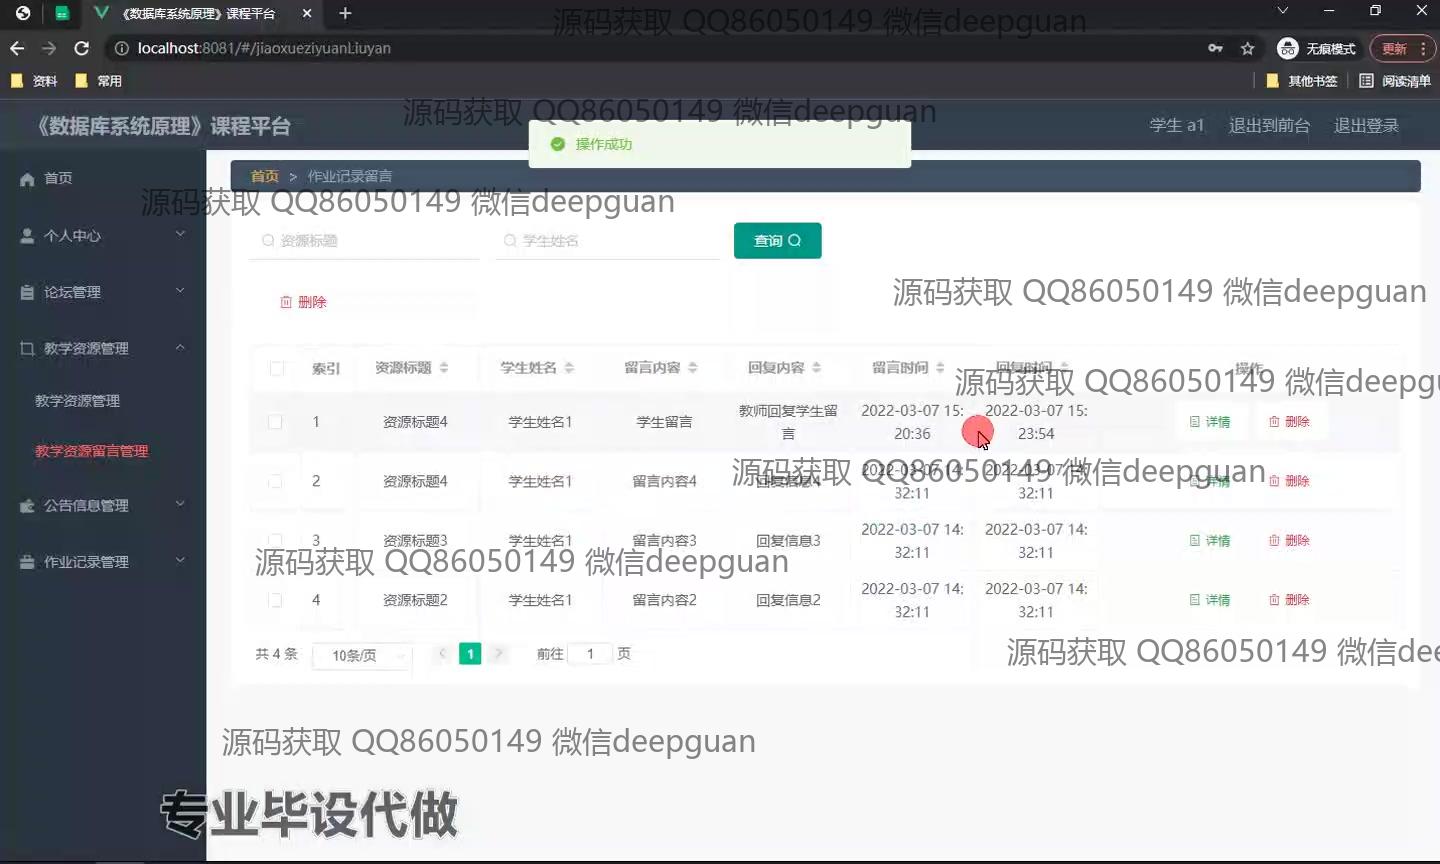 《数据库系统原理》课程平台
源码获取 QQ86050149 微信deepguan
localhost:8081/#/jiaoxueziyuanLiuyan
无痕模式
更新
资料
常用
其他书签
阅读清单
源码获取 QQ86050149 微信deepguan
《数据库系统原理》课程平台
学生 a1
退出到前台
退出登录
操作成功
首页
首页 > 作业记录留言
源码获取 QQ86050149 微信deepguan
个人中心
资源标题
学生姓名
查询
论坛管理
删除
源码获取 QQ86050149 微信deepguan
教学资源管理
索引 资源标题 学生姓名 留言内容 回复内容 留言时间 回复时间 操作
源码获取 QQ86050149 微信deepgu
教学资源管理
1 资源标题4 学生姓名1 学生留言 教师回复学生留言 2022-03-07 15:20:36 2022-03-07 15:23:54 详情 删除
教学资源留言管理
源码获取 QQ86050149 微信deepguan
2 资源标题4 学生姓名1 留言内容4 回复信息4 2022-03-07 14:32:11 2022-03-07 14:32:11 详情 删除
公告信息管理
3 资源标题3 学生姓名1 留言内容3 回复信息3 2022-03-07 14:32:11 2022-03-07 14:32:11 详情 删除
源码获取 QQ86050149 微信deepguan
作业记录管理
4 资源标题2 学生姓名1 留言内容2 回复信息2 2022-03-07 14:32:11 2022-03-07 14:32:11 详情 删除
共 4 条 10条/页 < 1 > 前往 1 页
源码获取 QQ86050149 微信dee
源码获取 QQ86050149 微信deepguan
专业毕设代做